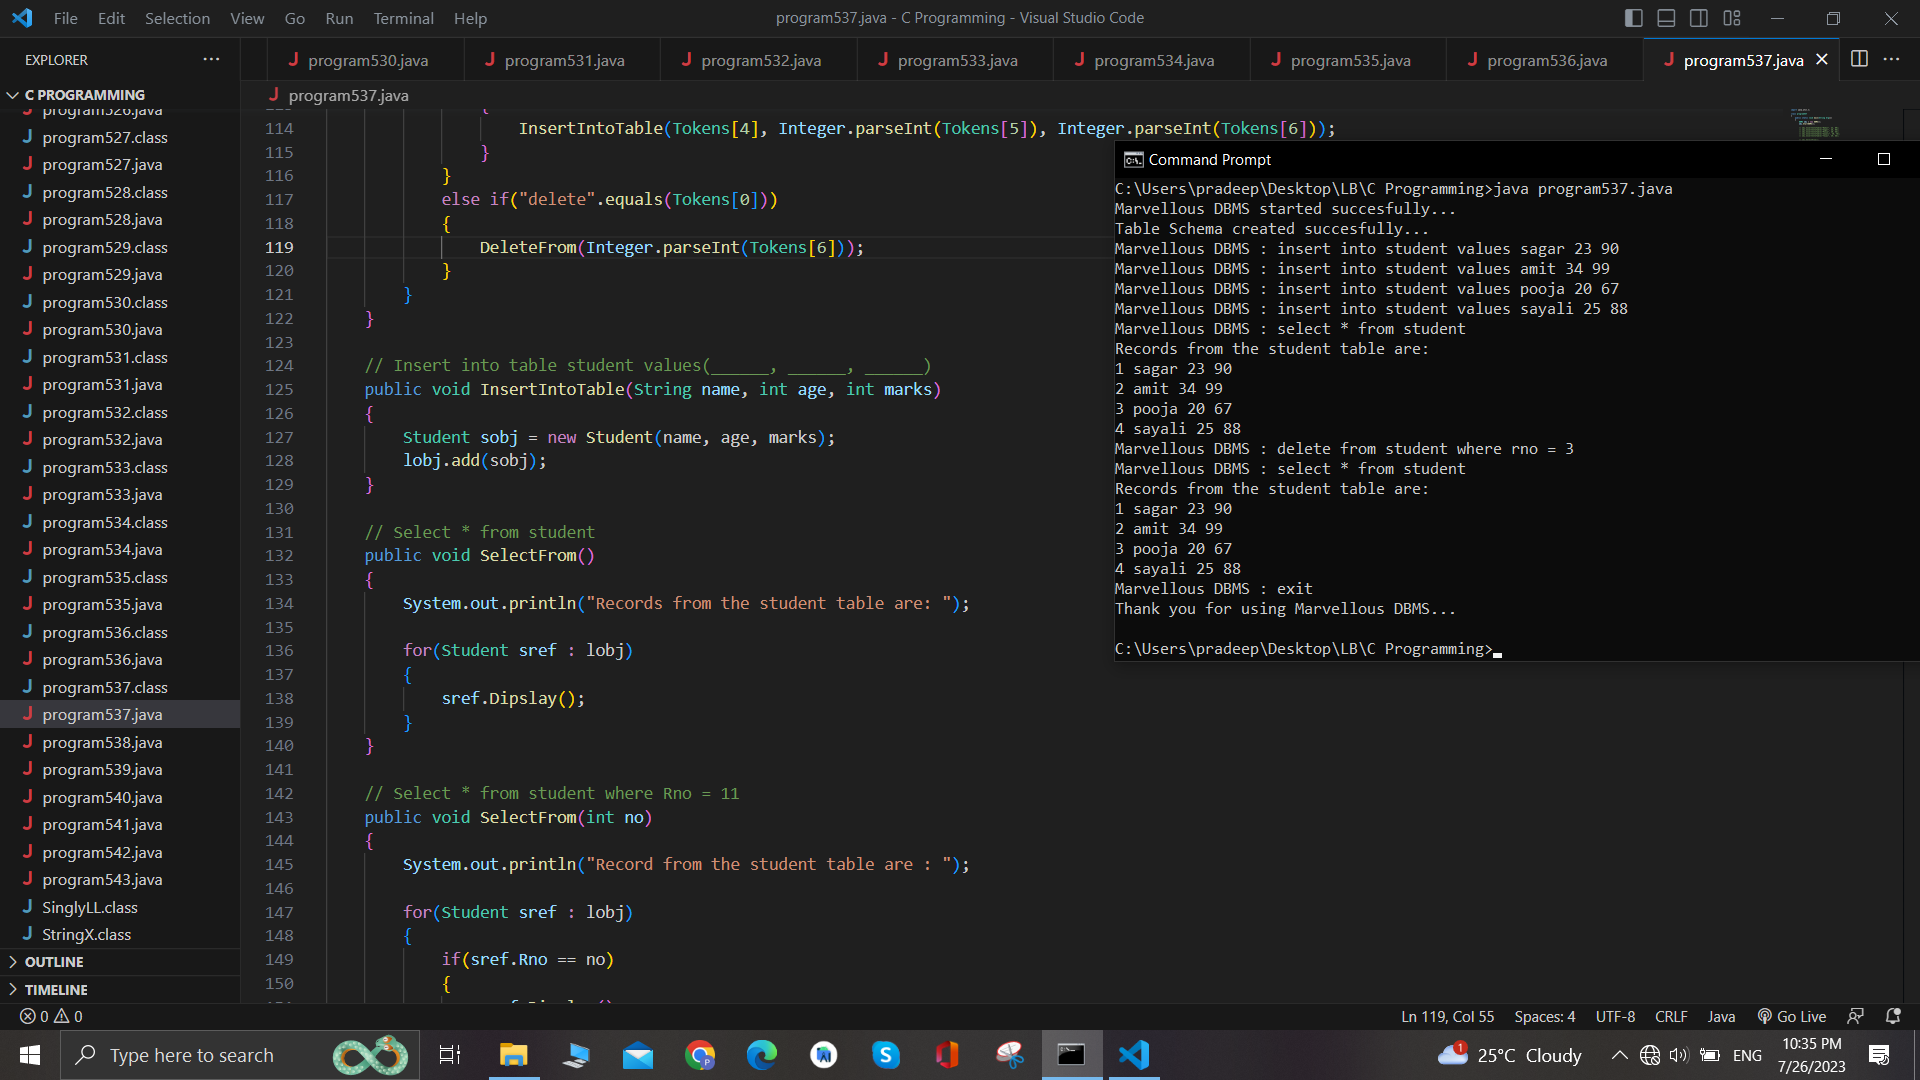 File Edit Selection View Go Run Terminal Help
program537.java - C Programming - Visual Studio Code
EXPLORER
program530.java program531.java program532.java program533.java program534.java program535.java program536.java program537.java
C PROGRAMMING
program537.java
program526.java
program527.class
program527.java
program528.class
program528.java
program529.class
program529.java
program530.class
program530.java
program531.class
program531.java
program532.class
program532.java
program533.class
program533.java
program534.class
program534.java
program535.class
program535.java
program536.class
program536.java
program537.class
program537.java
program538.java
program539.java
program540.java
program541.java
program542.java
program543.java
SinglyLL.class
StringX.class
OUTLINE
TIMELINE
114 InsertIntoTable(Tokens[4], Integer.parseInt(Tokens[5]), Integer.parseInt(Tokens[6]));
115 }
116 }
117 else if("delete".equals(Tokens[0]))
118 {
119 DeleteFrom(Integer.parseInt(Tokens[6]));
120 }
121 }
122 }
123
124 // Insert into table student values(______, ______, ______)
125 public void InsertIntoTable(String name, int age, int marks)
126 {
127 Student sobj = new Student(name, age, marks);
128 lobj.add(sobj);
129 }
130
131 // Select * from student
132 public void SelectFrom()
133 {
134 System.out.println("Records from the student table are: ");
135
136 for(Student sref : lobj)
137 {
138 sref.Dipslay();
139 }
140 }
141
142 // Select * from student where Rno = 11
143 public void SelectFrom(int no)
144 {
145 System.out.println("Record from the student table are : ");
146
147 for(Student sref : lobj)
148 {
149 if(sref.Rno == no)
150 {
Command Prompt
C:\Users\pradeep\Desktop\LB\C Programming>java program537.java
Marvellous DBMS started succesfully...
Table Schema created succesfully...
Marvellous DBMS : insert into student values sagar 23 90
Marvellous DBMS : insert into student values amit 34 99
Marvellous DBMS : insert into student values pooja 20 67
Marvellous DBMS : insert into student values sayali 25 88
Marvellous DBMS : select * from student
Records from the student table are:
1 sagar 23 90
2 amit 34 99
3 pooja 20 67
4 sayali 25 88
Marvellous DBMS : delete from student where rno = 3
Marvellous DBMS : select * from student
Records from the student table are:
1 sagar 23 90
2 amit 34 99
3 pooja 20 67
4 sayali 25 88
Marvellous DBMS : exit
Thank you for using Marvellous DBMS...
C:\Users\pradeep\Desktop\LB\C Programming>
0 0
Ln 119, Col 55 Spaces: 4 UTF-8 CRLF Java Go Live
Type here to search
1 25°C Cloudy ENG
10:35 PM
7/26/2023